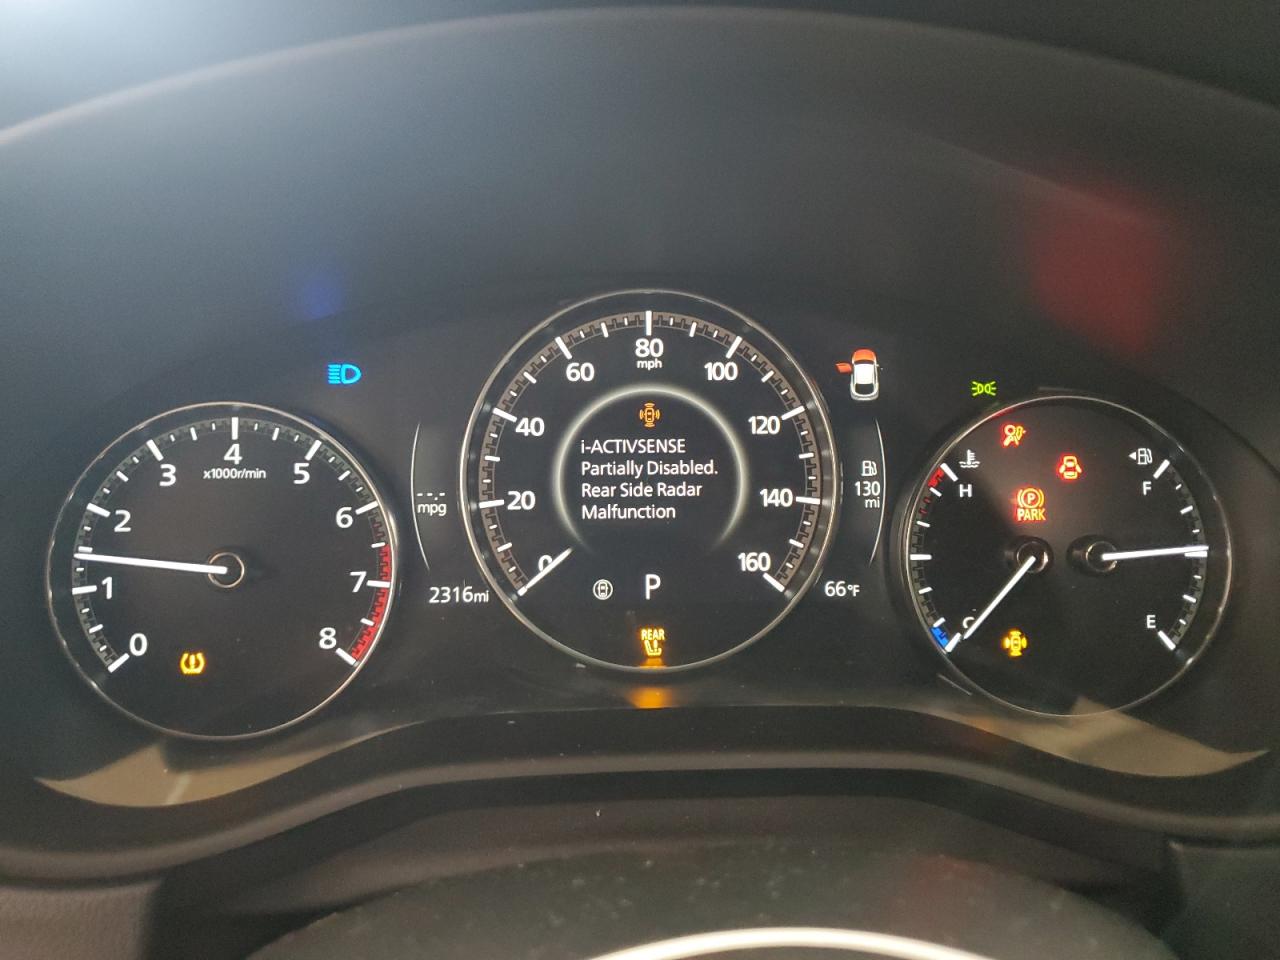 0
1
2
3
4
5
6
7
8
x1000r/min
--.- mpg
2316mi
0
20
40
60
80
mph
100
120
140
160
i-ACTIVSENSE
Partially Disabled.
Rear Side Radar
Malfunction
P
REAR
130
mi
66°F
H
C
P
PARK
F
E